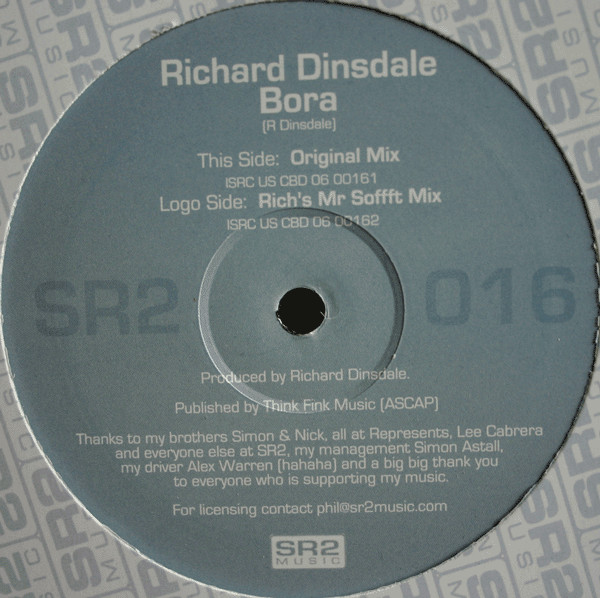 Richard Dinsdale
Bora
(R Dinsdale)
This Side: Original Mix
ISRC US CBD 06 00161
Logo Side: Rich's Mr Soffft Mix
ISRC US CBD 06 00162
SR2 016
Produced by Richard Dinsdale.
Published by Think Fink Music (ASCAP)
Thanks to my brothers Simon & Nick, all at Represents, Lee Cabrera
and everyone else at SR2, my management Simon Astall,
my driver Alex Warren (hahaha) and a big big thank you
to everyone who is supporting my music.
For licensing contact phil@sr2music.com
SR2
MUSIC